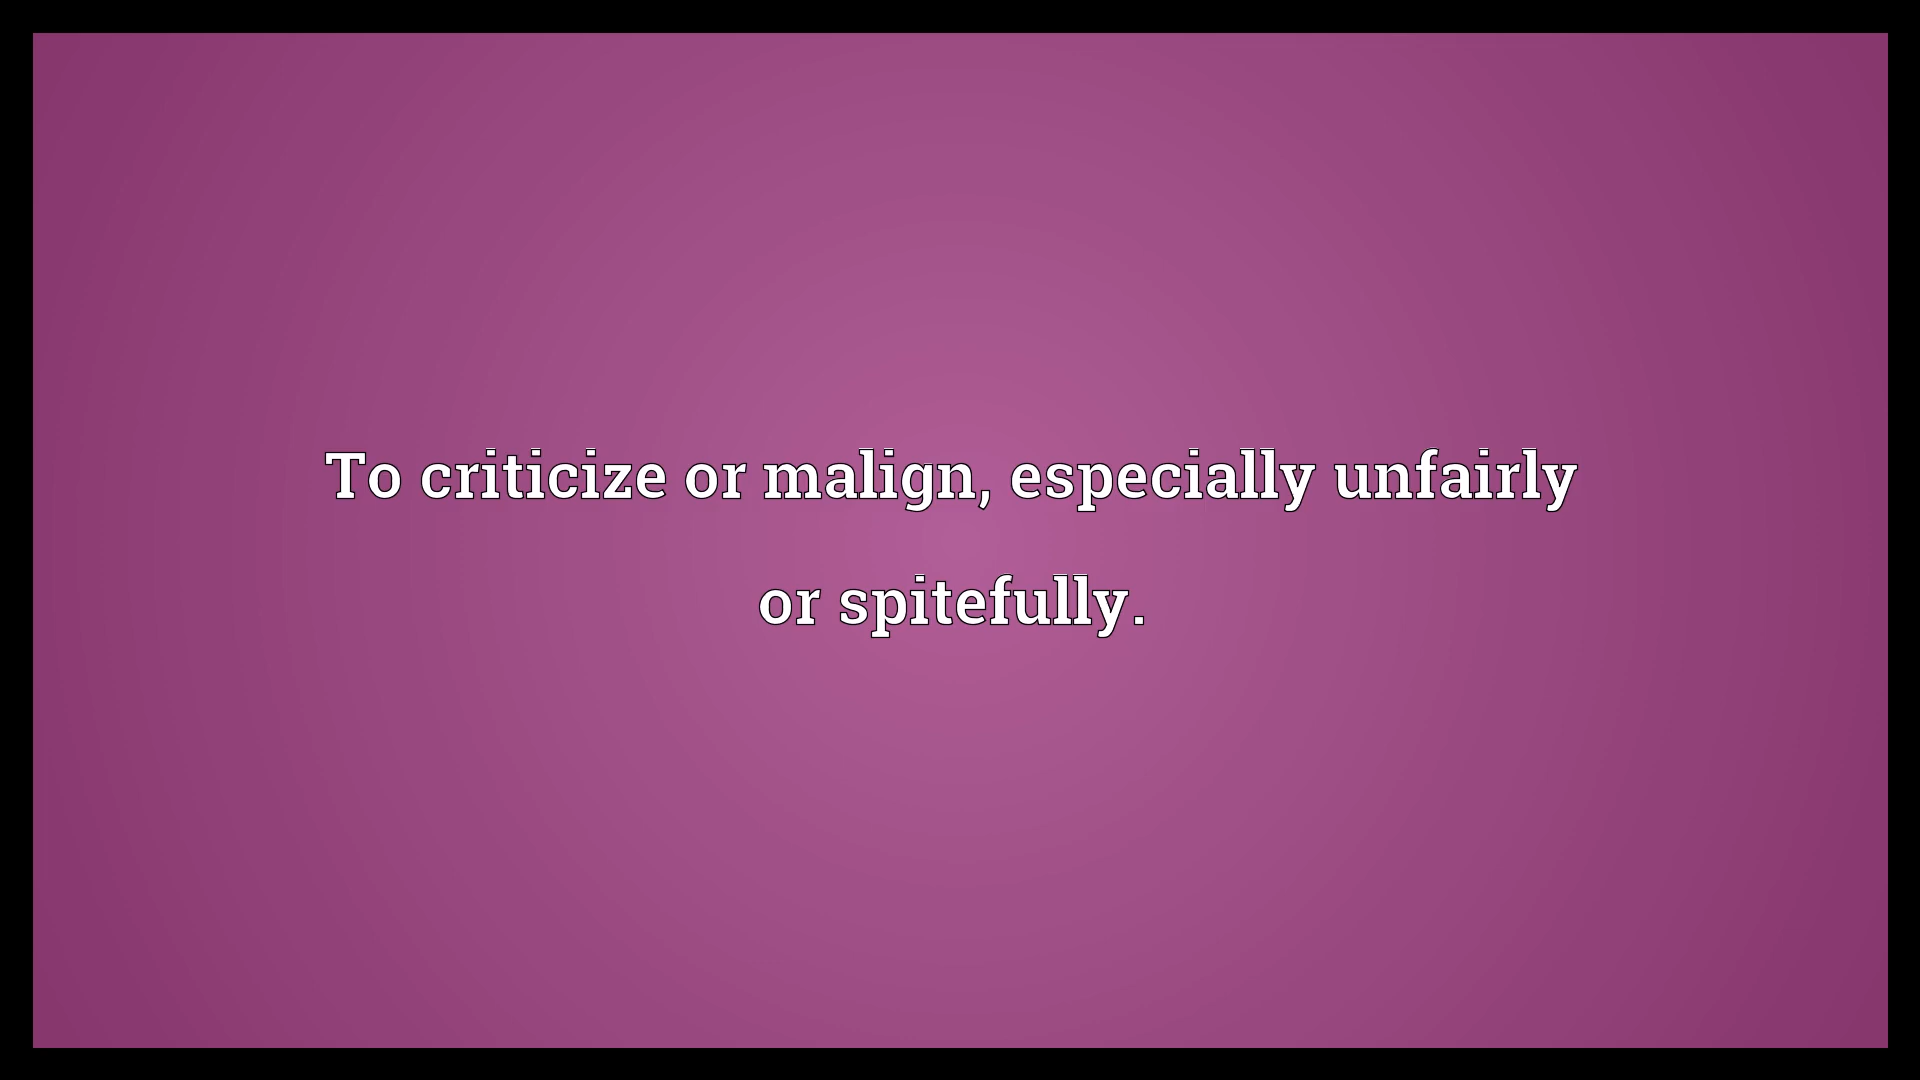 To criticize or malign, especially unfairly
or spitefully.